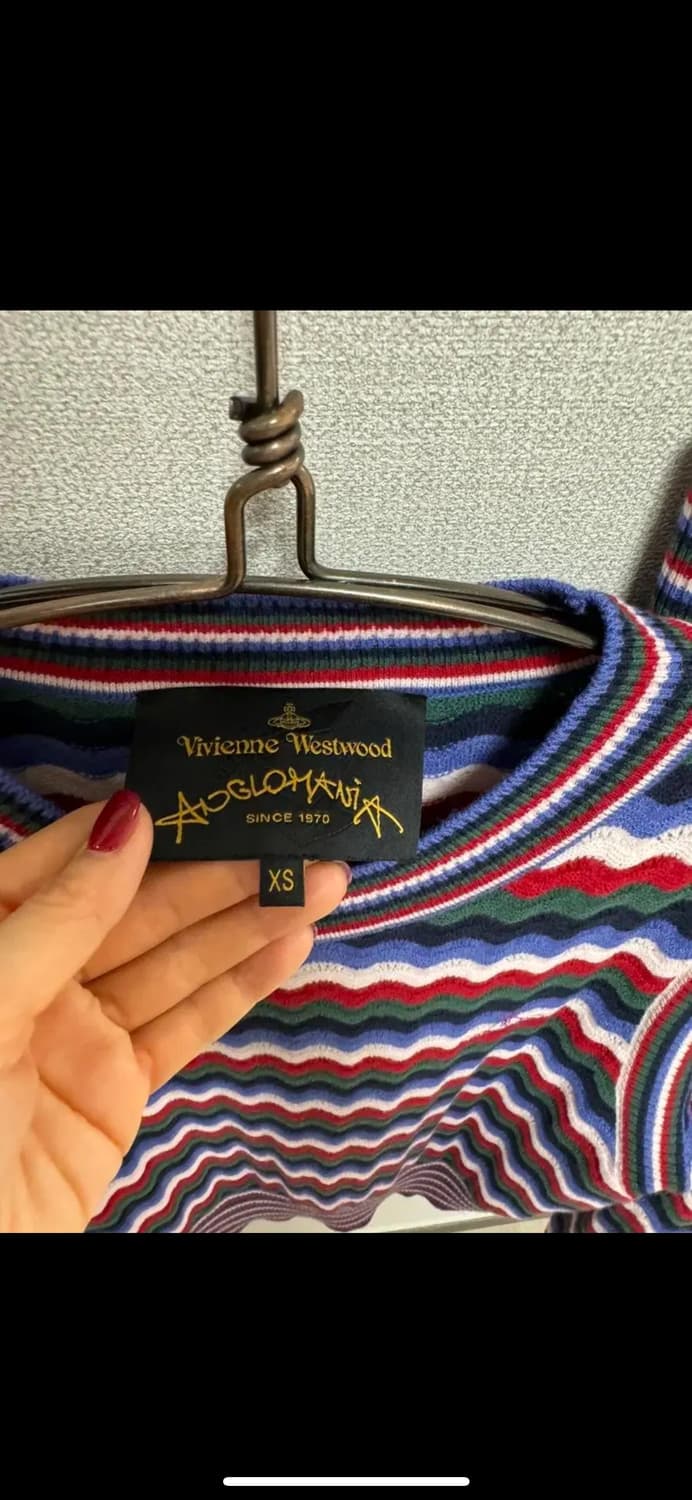 Vivienne Westwood
ANGLOMANiA
SINCE 1970
XS